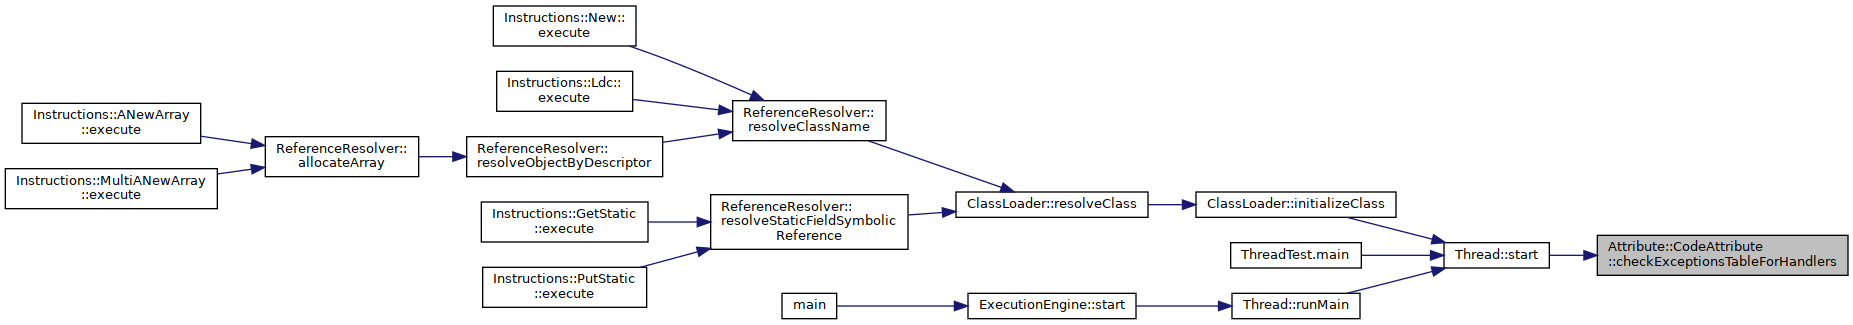 Instructions::New::
execute
Instructions::Ldc::
execute
Instructions::ANewArray
::execute
Instructions::MultiANewArray
::execute
ReferenceResolver::
allocateArray
ReferenceResolver::
resolveObjectByDescriptor
ReferenceResolver::
resolveClassName
Instructions::GetStatic
::execute
Instructions::PutStatic
::execute
ReferenceResolver::
resolveStaticFieldSymbolic
Reference
ClassLoader::resolveClass
ClassLoader::initializeClass
ThreadTest.main
main
ExecutionEngine::start
Thread::runMain
Thread::start
Attribute::CodeAttribute
::checkExceptionsTableForHandlers